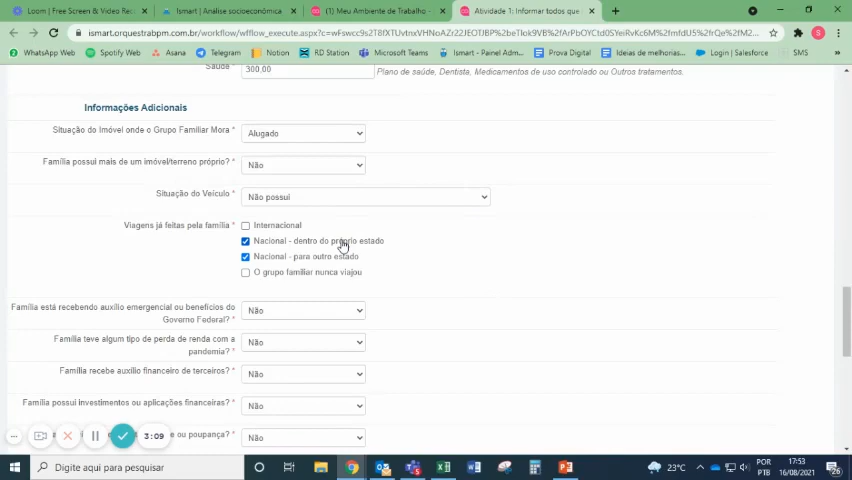 Loom | Free Screen & Video Rec
Ismart | Análise socioeconômica
(1) Meu Ambiente de Trabalho -
Atividade 1: Informar todos que
ismart.orquestrabpm.com.br/workflow/wfflow_execute.aspx?c=
WhatsApp Web
Spotify Web
Asana
Telegram
Notion
RD Station
Microsoft Teams
Ismart - Painel Adm...
Prova Digital
Ideias de melhorias...
Login | Salesforce
SMS
Saúde
300,00
Plano de saúde, Dentista, Medicamentos de uso controlado ou Outros tratamentos.
Informações Adicionais
Situação do Imóvel onde o Grupo Familiar Mora *
Alugado
Família possui mais de um imóvel/terreno próprio? *
Não
Situação do Veículo *
Não possui
Viagens já feitas pela família *
Internacional
Nacional - dentro do próprio estado
Nacional - para outro estado
O grupo familiar nunca viajou
Família está recebendo auxílio emergencial ou benefícios do
Governo Federal? *
Não
Família teve algum tipo de perda de renda com a
pandemia? *
Não
Família recebe auxílio financeiro de terceiros? *
Não
Família possui investimentos ou aplicações financeiras? *
Não
ou poupança? *
Não
3:09
Digite aqui para pesquisar
23°C
POR
PTB
17:53
16/08/2021
26